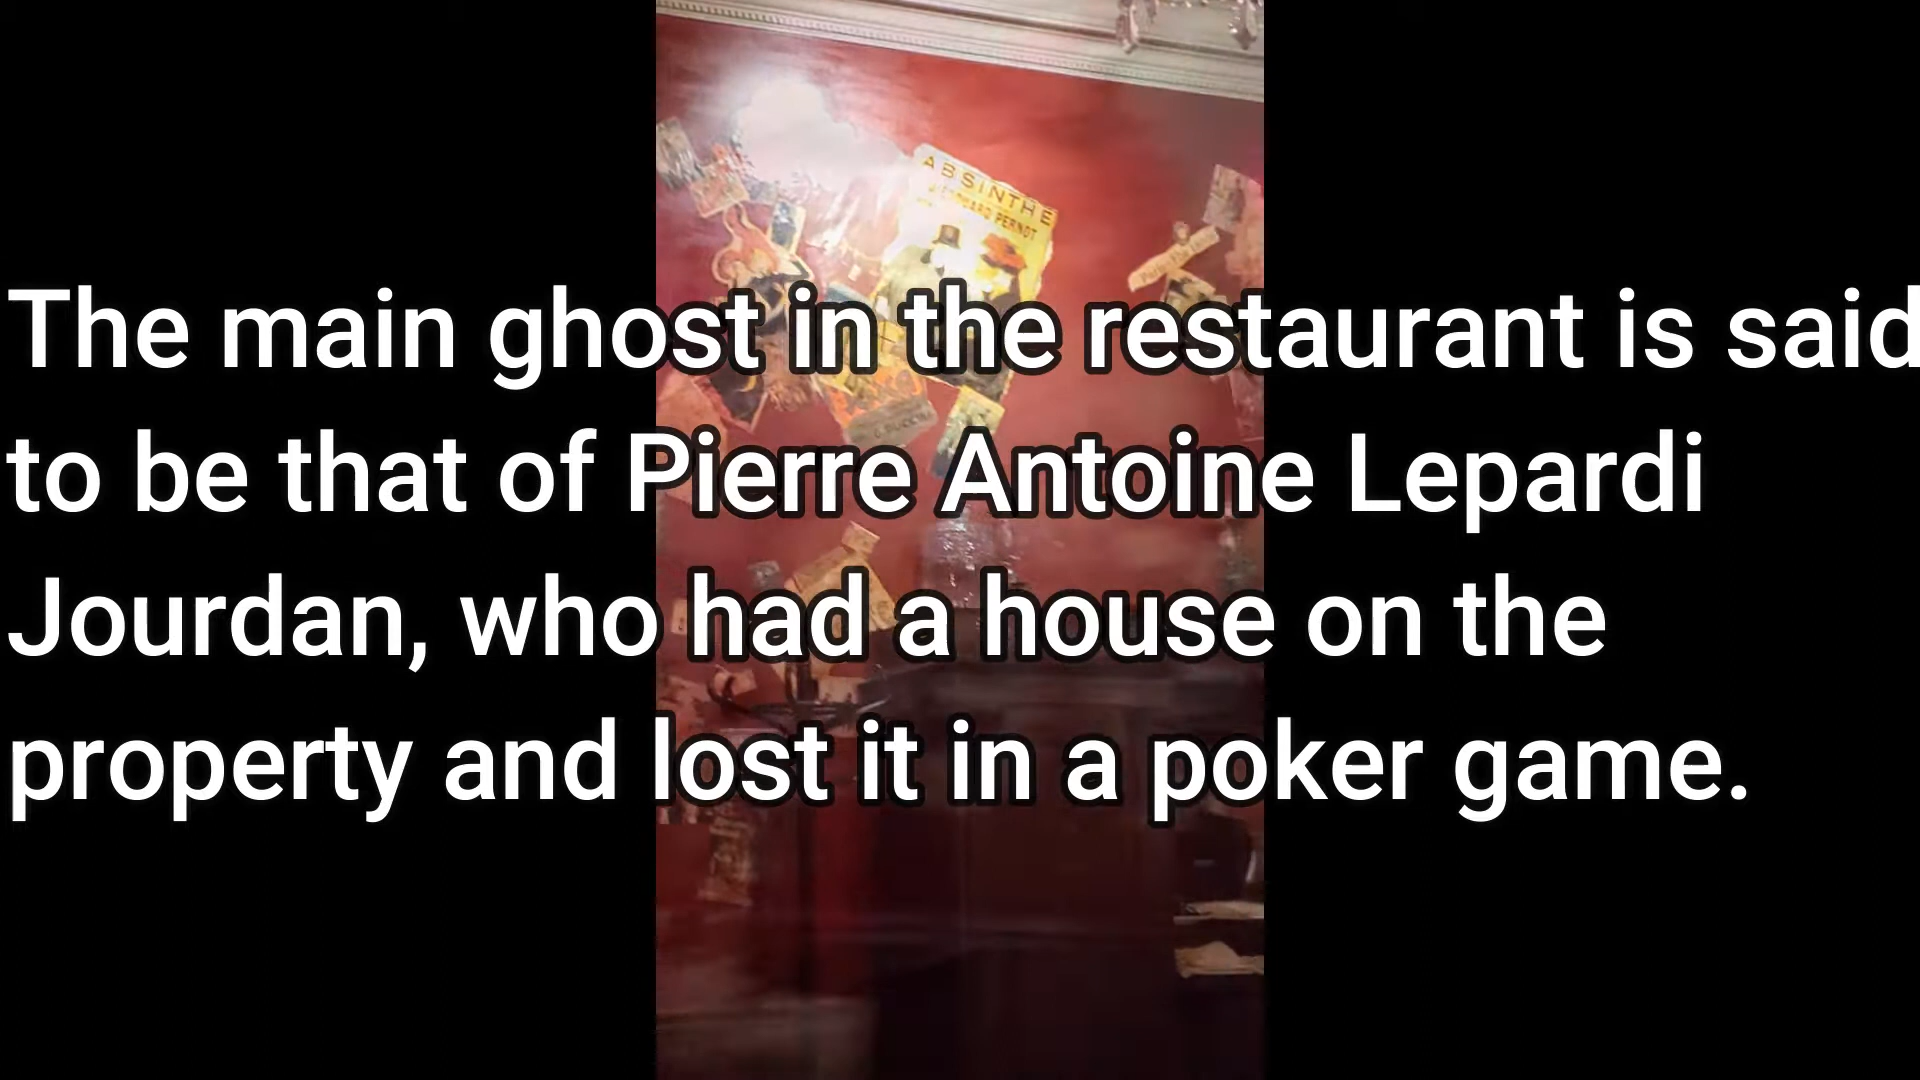 ABSINTHE
PERNOT
The main ghost in the restaurant is said
to be that of Pierre Antoine Lepardi
Jourdan, who had a house on the
property and lost it in a poker game.